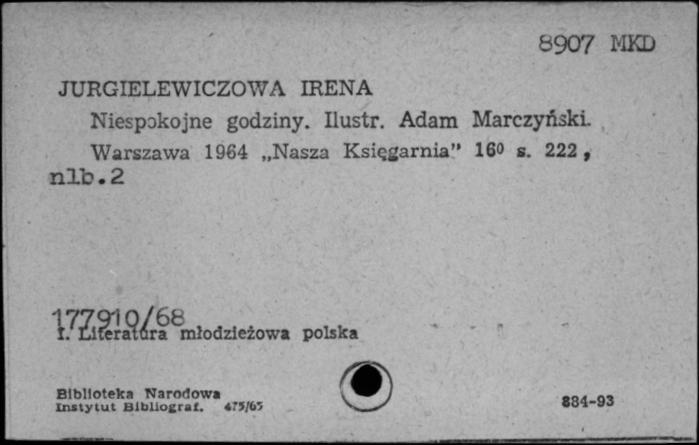 8907 MKD
JURGIELEWICZOWA IRENA
Niespokojne godziny. Ilustr. Adam Marczyński.
Warszawa 1964 „Nasza Księgarnia” 16⁰ s. 222,
nlb.2
177910/68
I. Literatura młodzieżowa polska
Biblioteka Narodowa
Instytut Bibliograf. 475/65
884-93